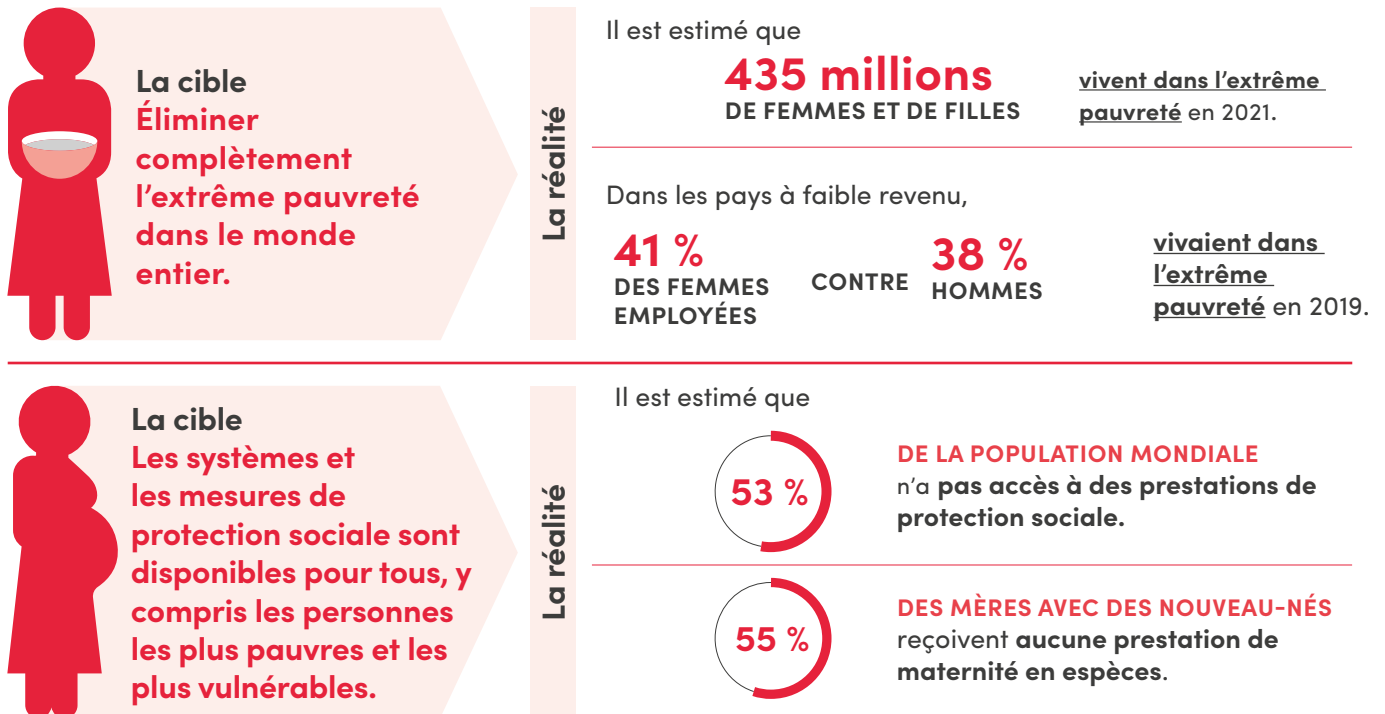 La cible
Éliminer
complètement
l'extrême pauvreté
dans le monde
entier.
La réalité
Il est estimé que
435 millions
DE FEMMES ET DE FILLES
vivent dans l'extrême
pauvreté en 2021.
Dans les pays à faible revenu,
41 %
DES FEMMES
EMPLOYÉES
CONTRE
38 %
HOMMES
vivaient dans
l'extrême
pauvreté en 2019.
La cible
Les systèmes et
les mesures de
protection sociale sont
disponibles pour tous, y
compris les personnes
les plus pauvres et les
plus vulnérables.
La réalité
Il est estimé que
53 %
DE LA POPULATION MONDIALE
n'a pas accès à des prestations de
protection sociale.
55 %
DES MÈRES AVEC DES NOUVEAU-NÉS
reçoivent aucune prestation de
maternité en espèces.